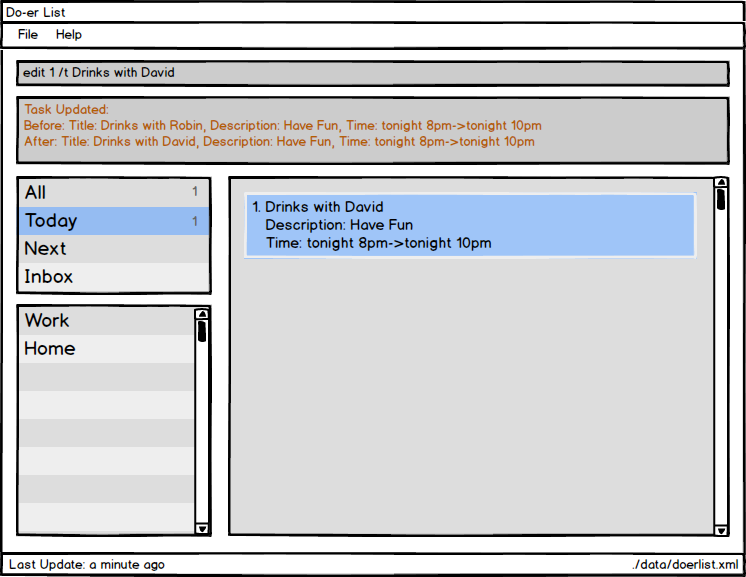 Do-er List
File Help
edit 1 /t Drinks with David
Task Updated:
Before: Title: Drinks with Robin, Description: Have Fun, Time: tonight 8pm->tonight 10pm
After: Title: Drinks with David, Description: Have Fun, Time: tonight 8pm->tonight 10pm
All 1
Today 1
Next
Inbox
Work
Home
1. Drinks with David
Description: Have Fun
Time: tonight 8pm->tonight 10pm
Last Update: a minute ago
./data/doerlist.xml